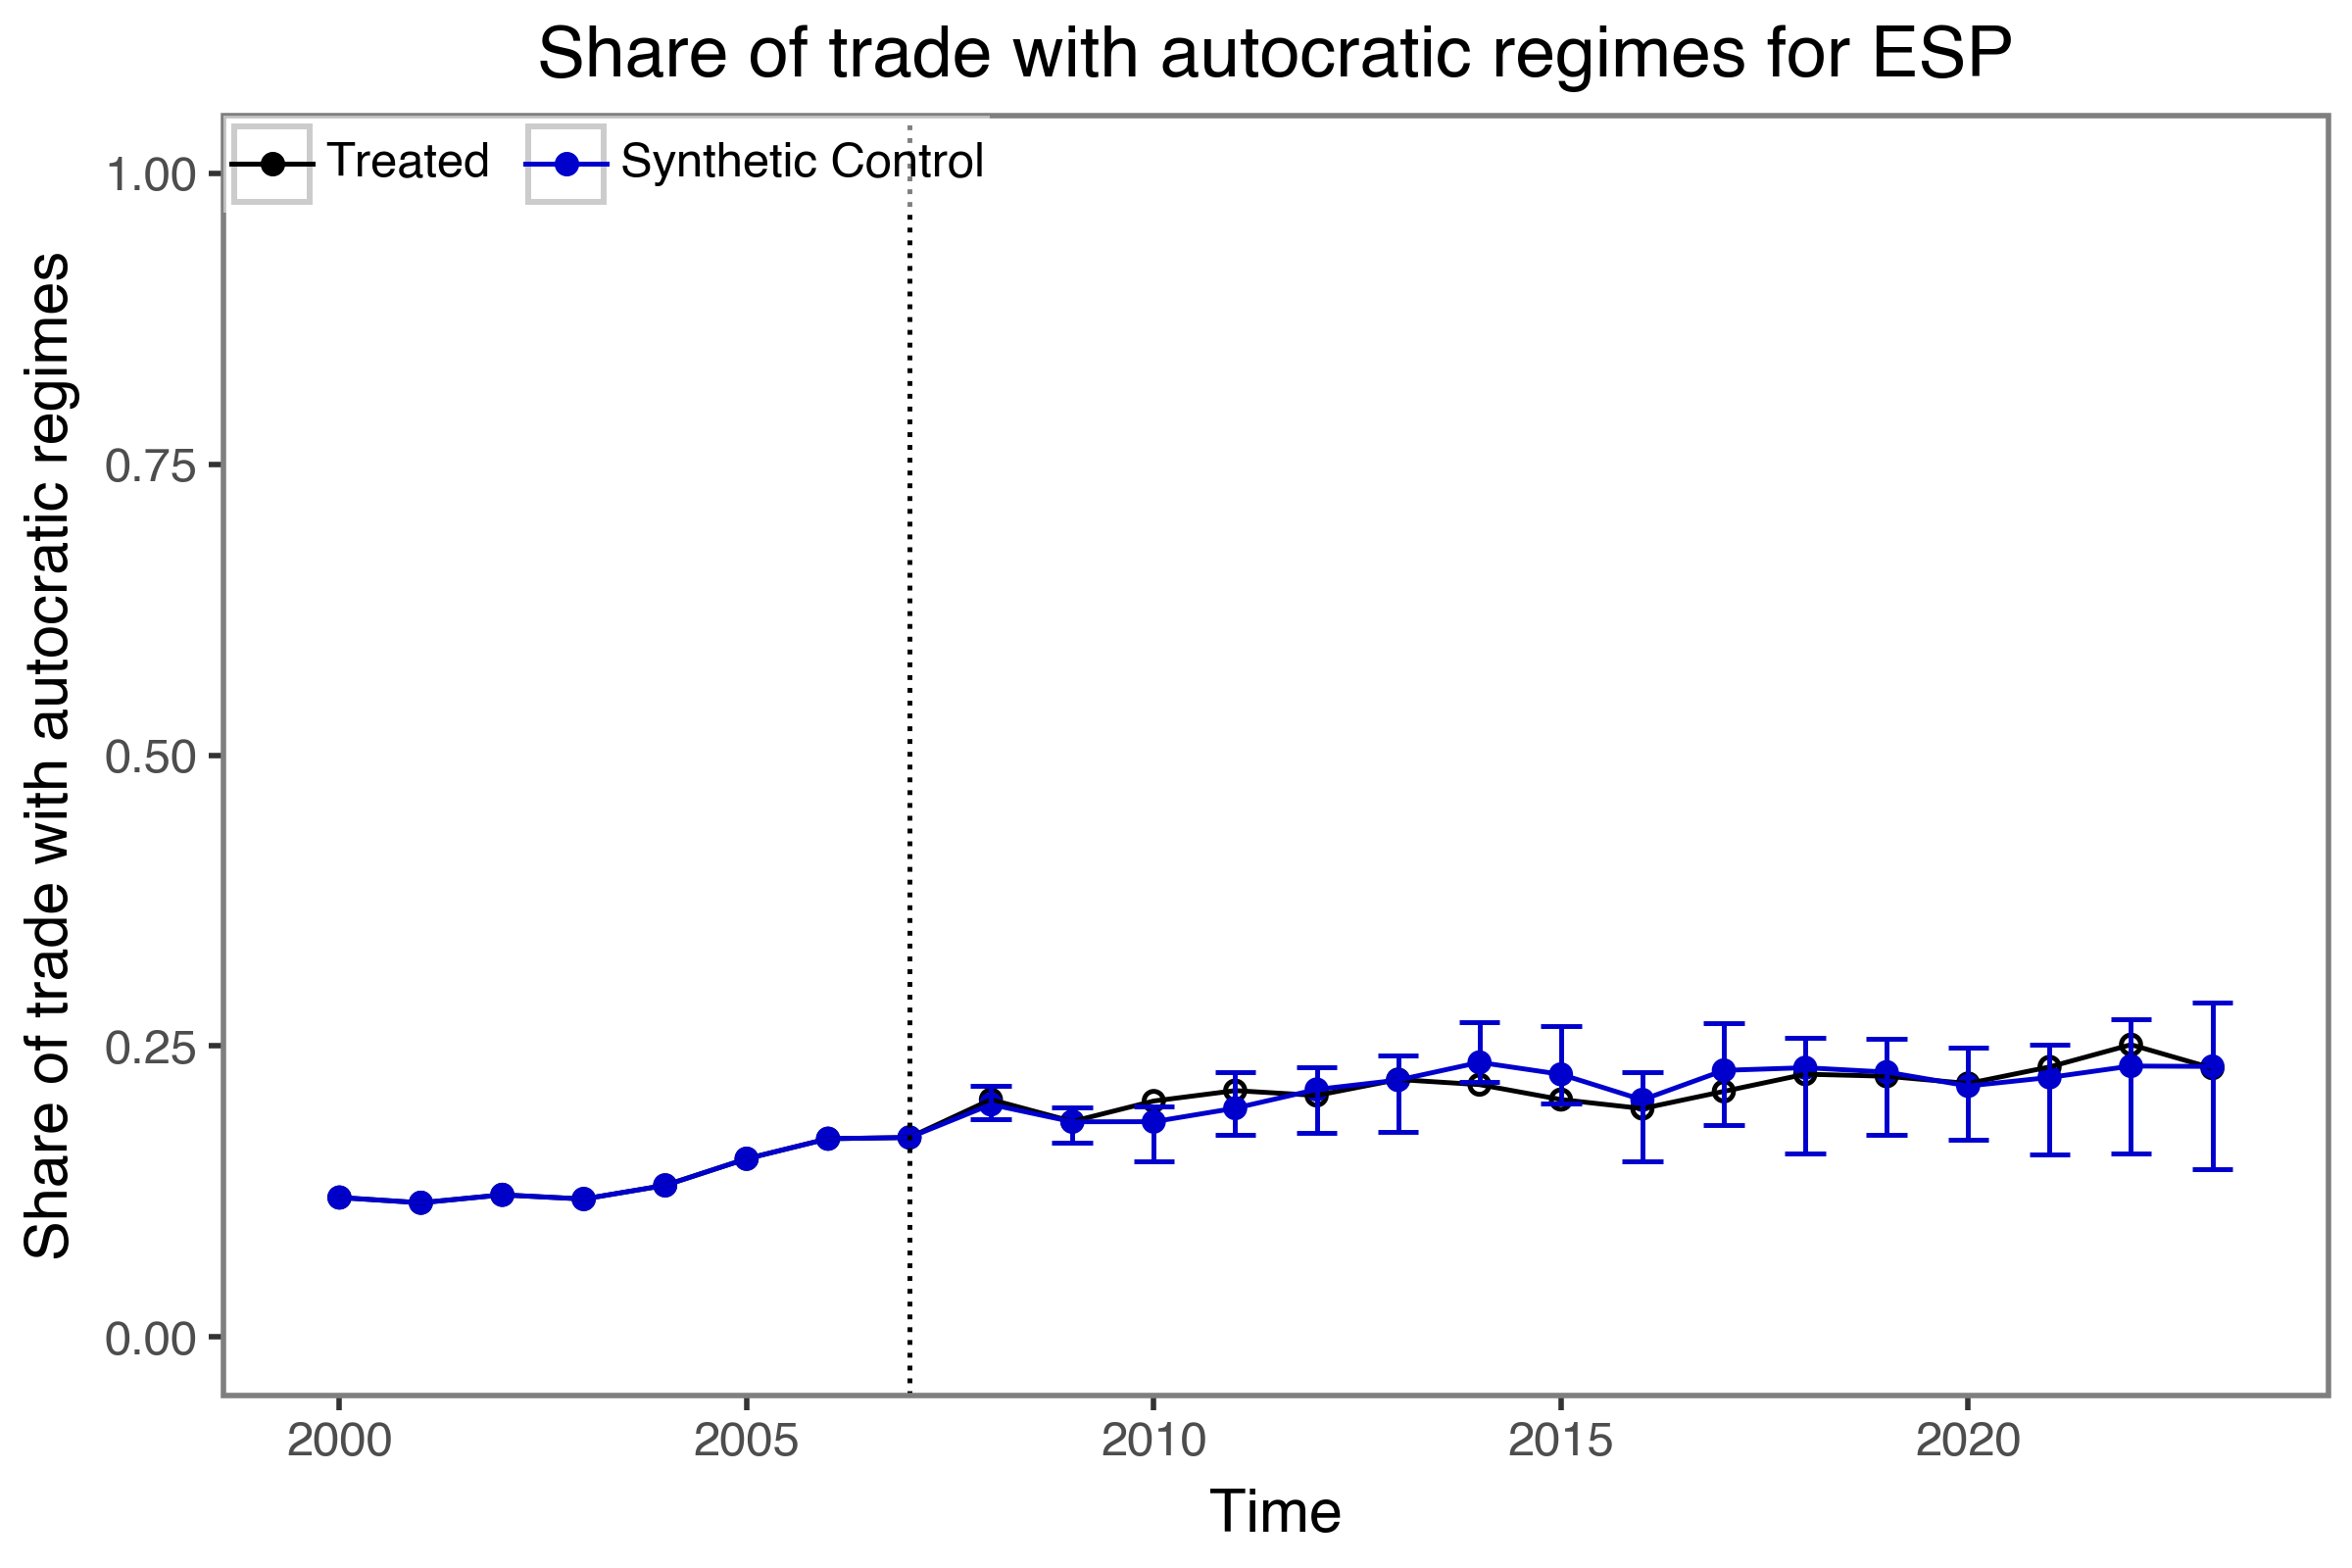 Share of trade with autocratic regimes for ESP
Treated Synthetic Control
Share of trade with autocratic regimes
1.00
0.75
0.50
0.25
0.00
2000 2005 2010 2015 2020
Time